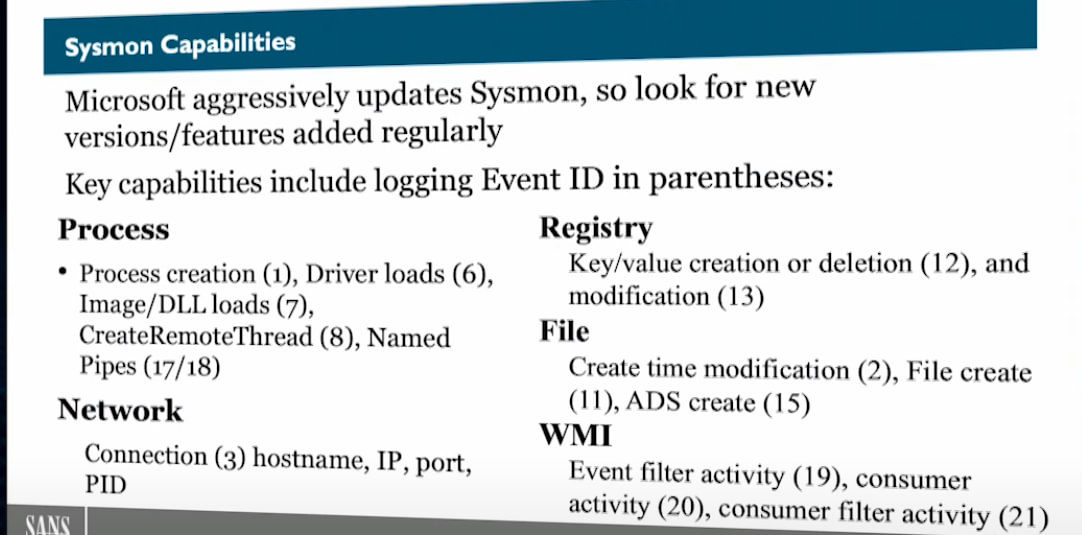 Sysmon Capabilities
Microsoft aggressively updates Sysmon, so look for new
versions/features added regularly
Key capabilities include logging Event ID in parentheses:
Process
• Process creation (1), Driver loads (6),
Image/DLL loads (7),
CreateRemoteThread (8), Named
Pipes (17/18)
Network
Connection (3) hostname, IP, port,
PID
Registry
Key/value creation or deletion (12), and
modification (13)
File
Create time modification (2), File create
(11), ADS create (15)
WMI
Event filter activity (19), consumer
activity (20), consumer filter activity (21)
SANS